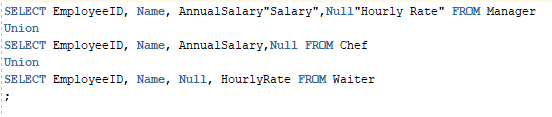 SELECT EmployeeID, Name, AnnualSalary"Salary",Null"Hourly Rate" FROM Manager
Union
SELECT EmployeeID, Name, AnnualSalary,Null FROM Chef
Union
SELECT EmployeeID, Name, Null, HourlyRate FROM Waiter
;